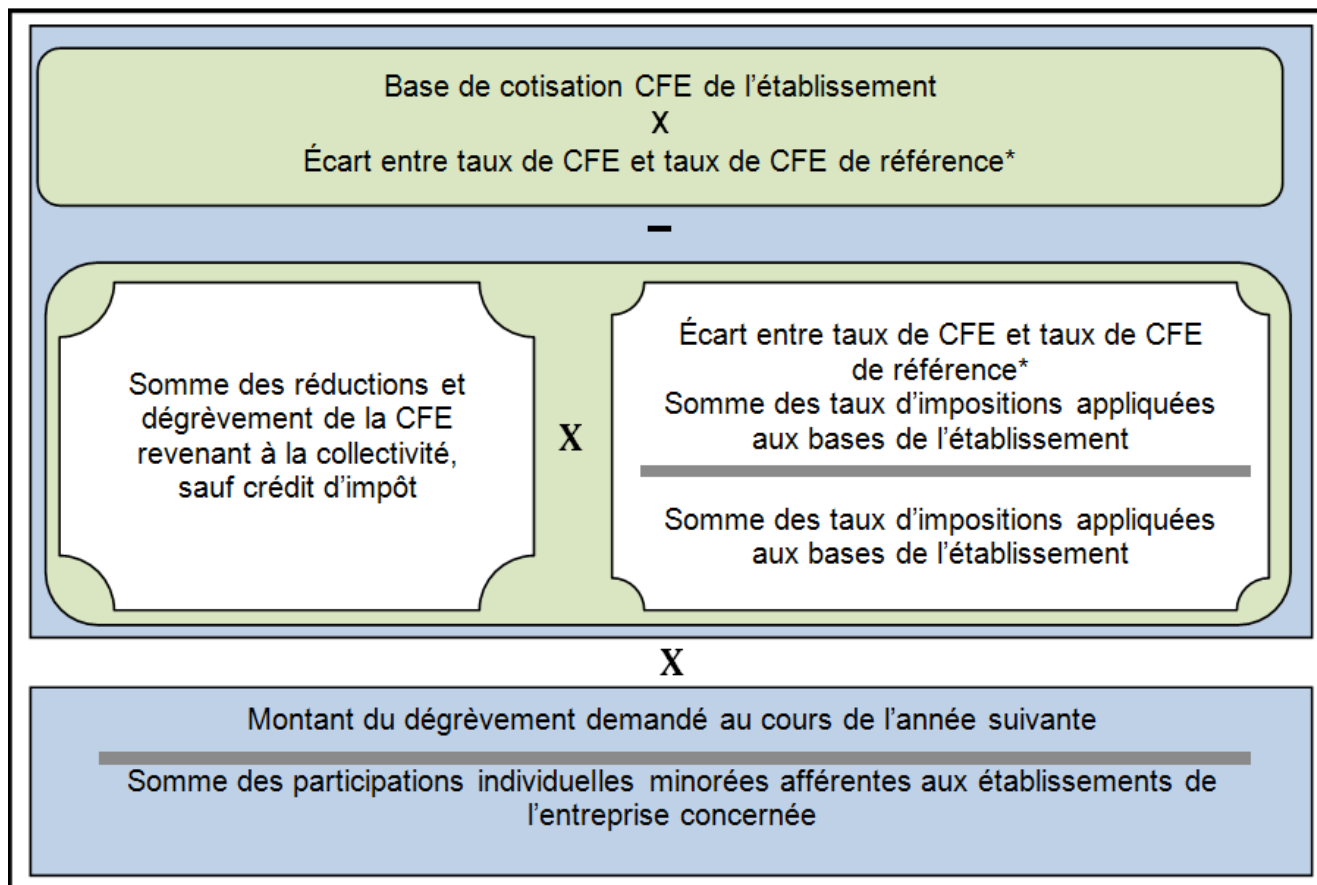 Base de cotisation CFE de l'établissement
X
Écart entre taux de CFE et taux de CFE de référence*
–
Somme des réductions et
dégrèvement de la CFE
revenant à la collectivité,
sauf crédit d'impôt
X
Écart entre taux de CFE et taux de CFE
de référence*
Somme des taux d'impositions appliquées
aux bases de l'établissement
Somme des taux d'impositions appliquées
aux bases de l'établissement
X
Montant du dégrèvement demandé au cours de l'année suivante
Somme des participations individuelles minorées afférentes aux établissements de
l'entreprise concernée